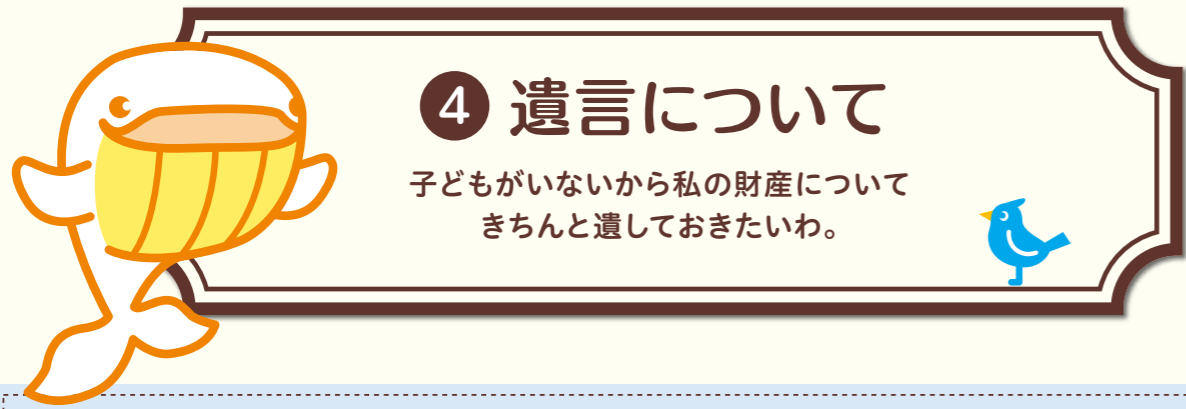 4 遺言について
子どもがいないから私の財産について
きちんと遺しておきたいわ。